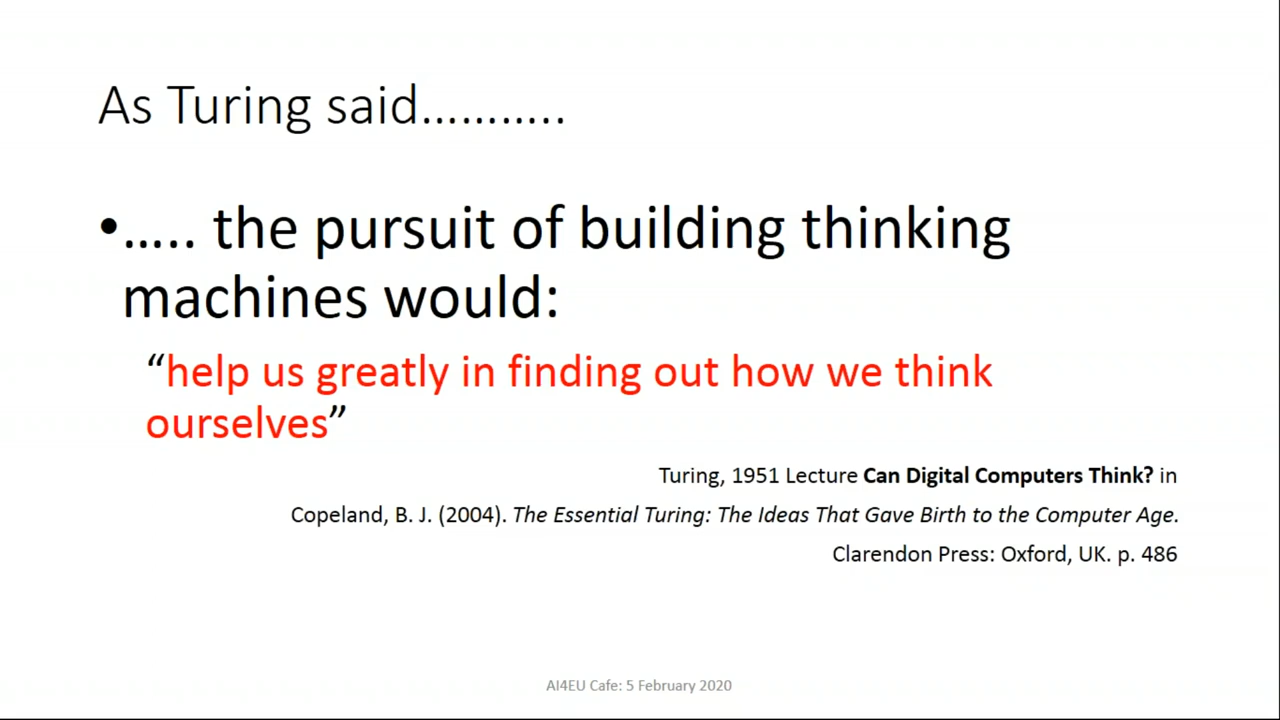 As Turing said………..
•….. the pursuit of building thinking
machines would:
“help us greatly in finding out how we think
ourselves”
Turing, 1951 Lecture Can Digital Computers Think? in
Copeland, B. J. (2004). The Essential Turing: The Ideas That Gave Birth to the Computer Age.
Clarendon Press: Oxford, UK. p. 486
AI4EU Cafe: 5 February 2020